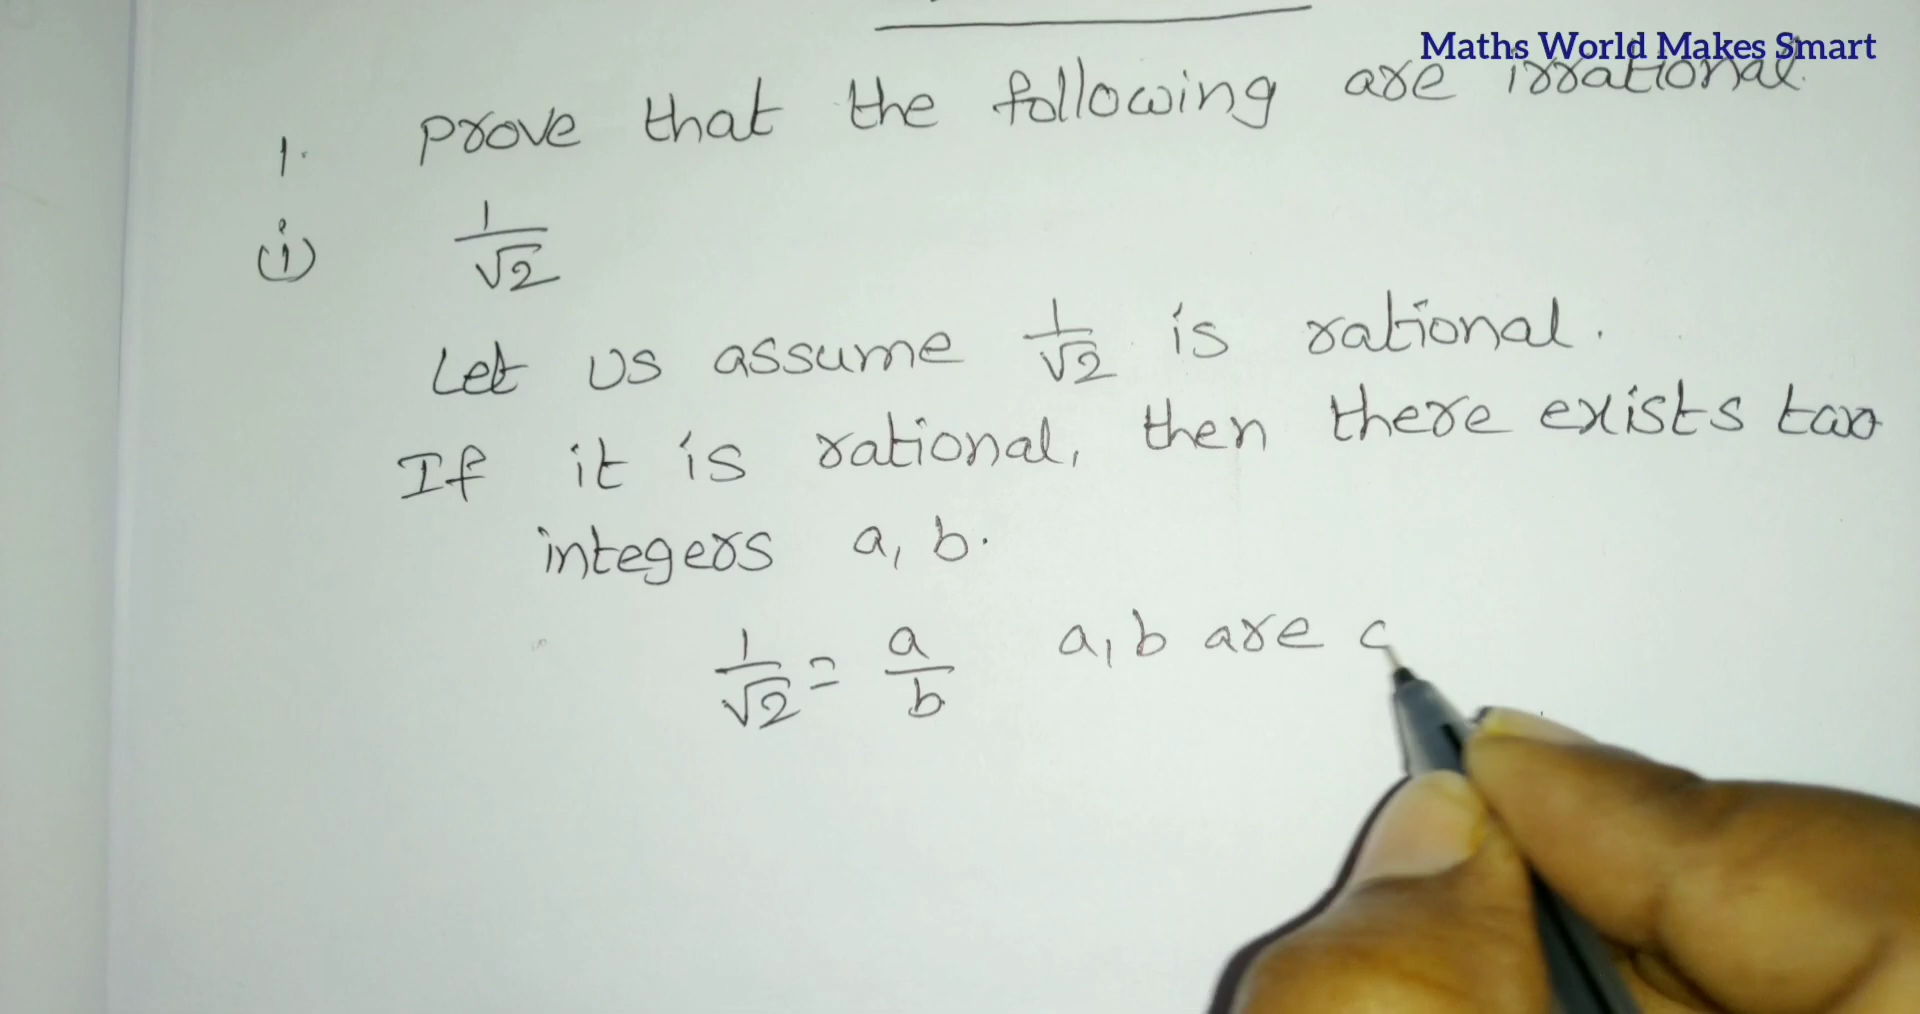 Maths World Makes Smart
1. prove that the following are irrational.
(i) 1/√2
Let us assume 1/√2 is rational.
If it is rational, then there exists two
integers a, b.
1/√2 = a/b a, b are c